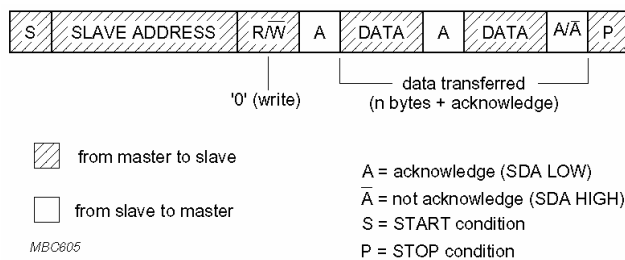 S SLAVE ADDRESS R/W̅ A DATA A DATA A/A̅ P
'0' (write)
data transferred
(n bytes + acknowledge)
from master to slave
from slave to master
A = acknowledge (SDA LOW)
A̅ = not acknowledge (SDA HIGH)
S = START condition
P = STOP condition
MBC605